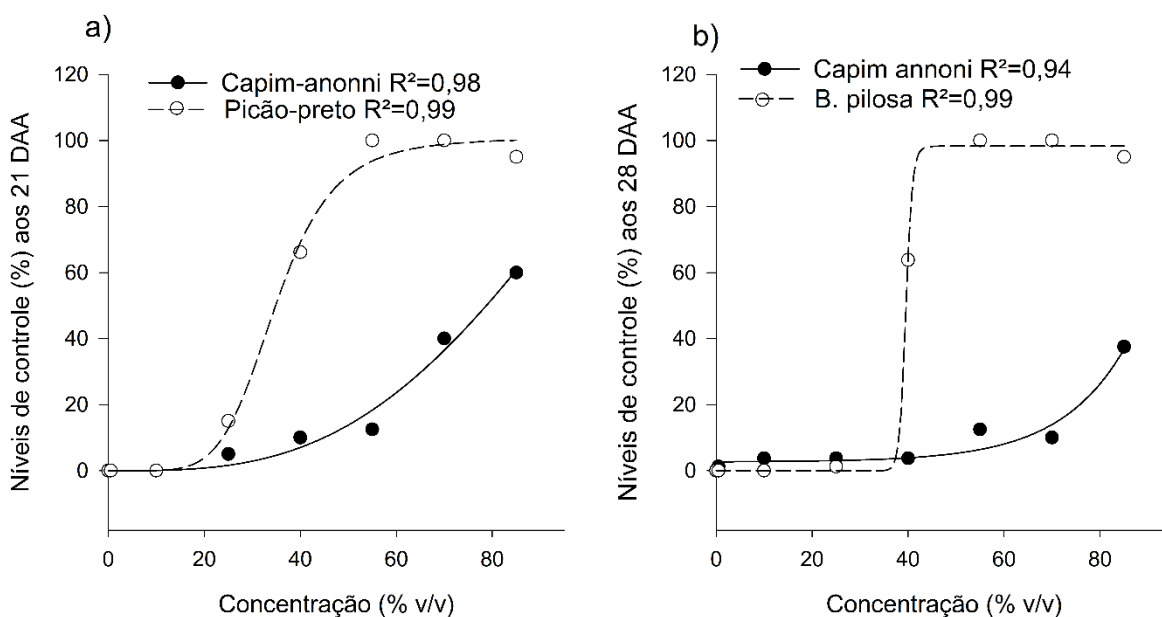 a)
Capim-anonni R²=0,98
Picão-preto R²=0,99
Níveis de controle (%) aos 21 DAA
120
100
80
60
40
20
0
0 20 40 60 80
Concentração (% v/v)
b)
Capim annoni R²=0,94
B. pilosa R²=0,99
Níveis de controle (%) aos 28 DAA
120
100
80
60
40
20
0
0 20 40 60 80
Concentração (% v/v)